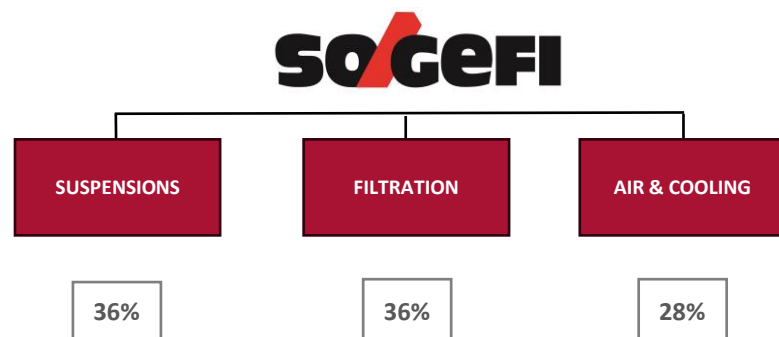 SOGEFI
SUSPENSIONS
FILTRATION
AIR & COOLING
36%
36%
28%